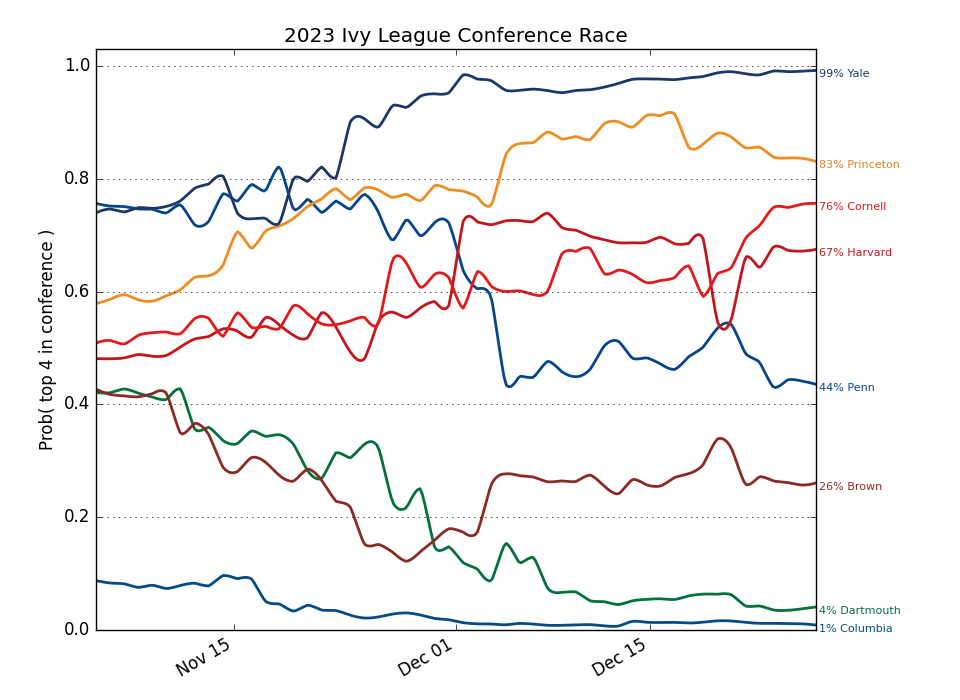 2023 Ivy League Conference Race
Prob( top 4 in conference )
1.0
0.8
0.6
0.4
0.2
0.0
Nov 15
Dec 01
Dec 15
99% Yale
83% Princeton
76% Cornell
67% Harvard
44% Penn
26% Brown
4% Dartmouth
1% Columbia